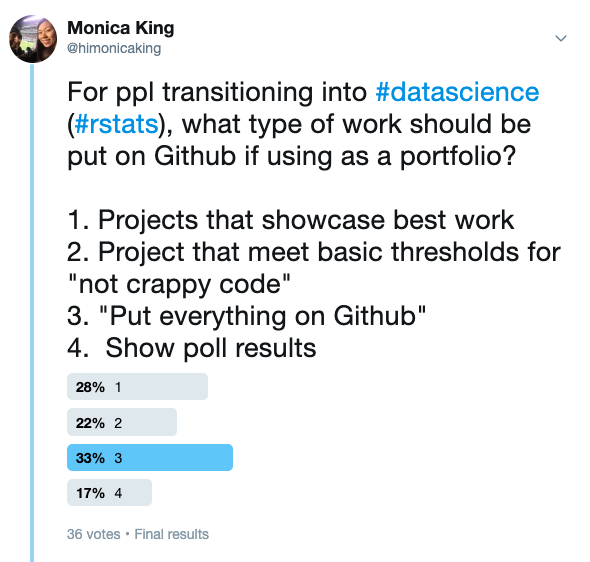 Monica King
@himonicaking
For ppl transitioning into #datascience
(#rstats), what type of work should be
put on Github if using as a portfolio?
1. Projects that showcase best work
2. Project that meet basic thresholds for
"not crappy code"
3. "Put everything on Github"
4.  Show poll results
28% 1
22% 2
33% 3
17% 4
36 votes • Final results